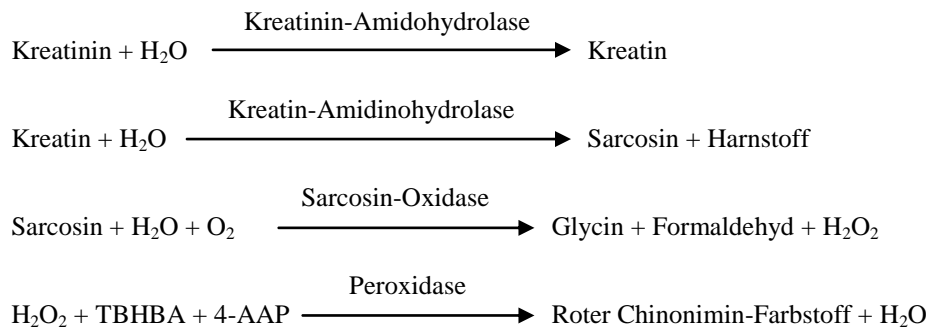 Kreatinin-Amidohydrolase
Kreatinin + H₂O Kreatin
Kreatin-Amidinohydrolase
Kreatin + H₂O Sarcosin + Harnstoff
Sarcosin-Oxidase
Sarcosin + H₂O + O₂ Glycin + Formaldehyd + H₂O₂
Peroxidase
H₂O₂ + TBHBA + 4-AAP Roter Chinonimin-Farbstoff + H₂O